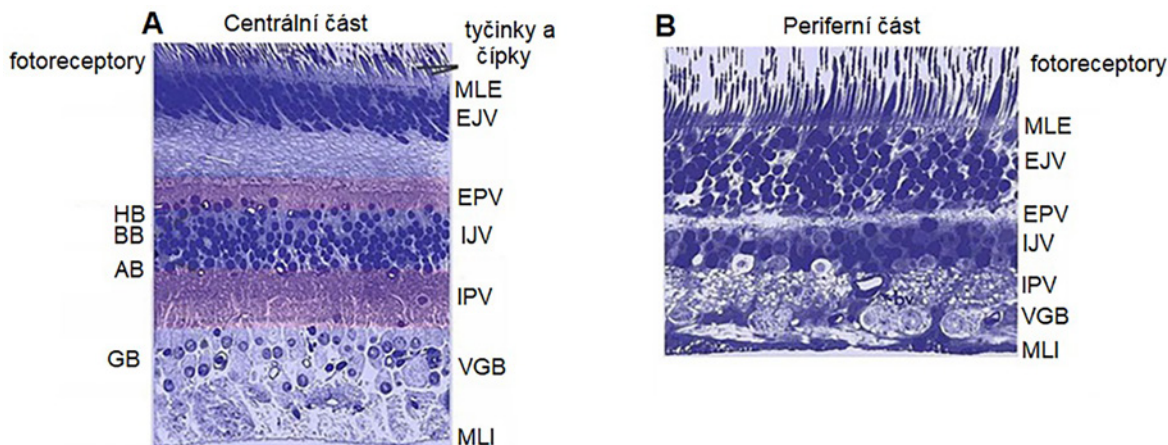 A
Centrální část
fotoreceptory
tyčinky a
čípky
MLE
EJV
EPV
HB
BB
IJV
AB
IPV
GB
VGB
MLI
B
Periferní část
fotoreceptory
MLE
EJV
EPV
IJV
IPV
bv
VGB
MLI